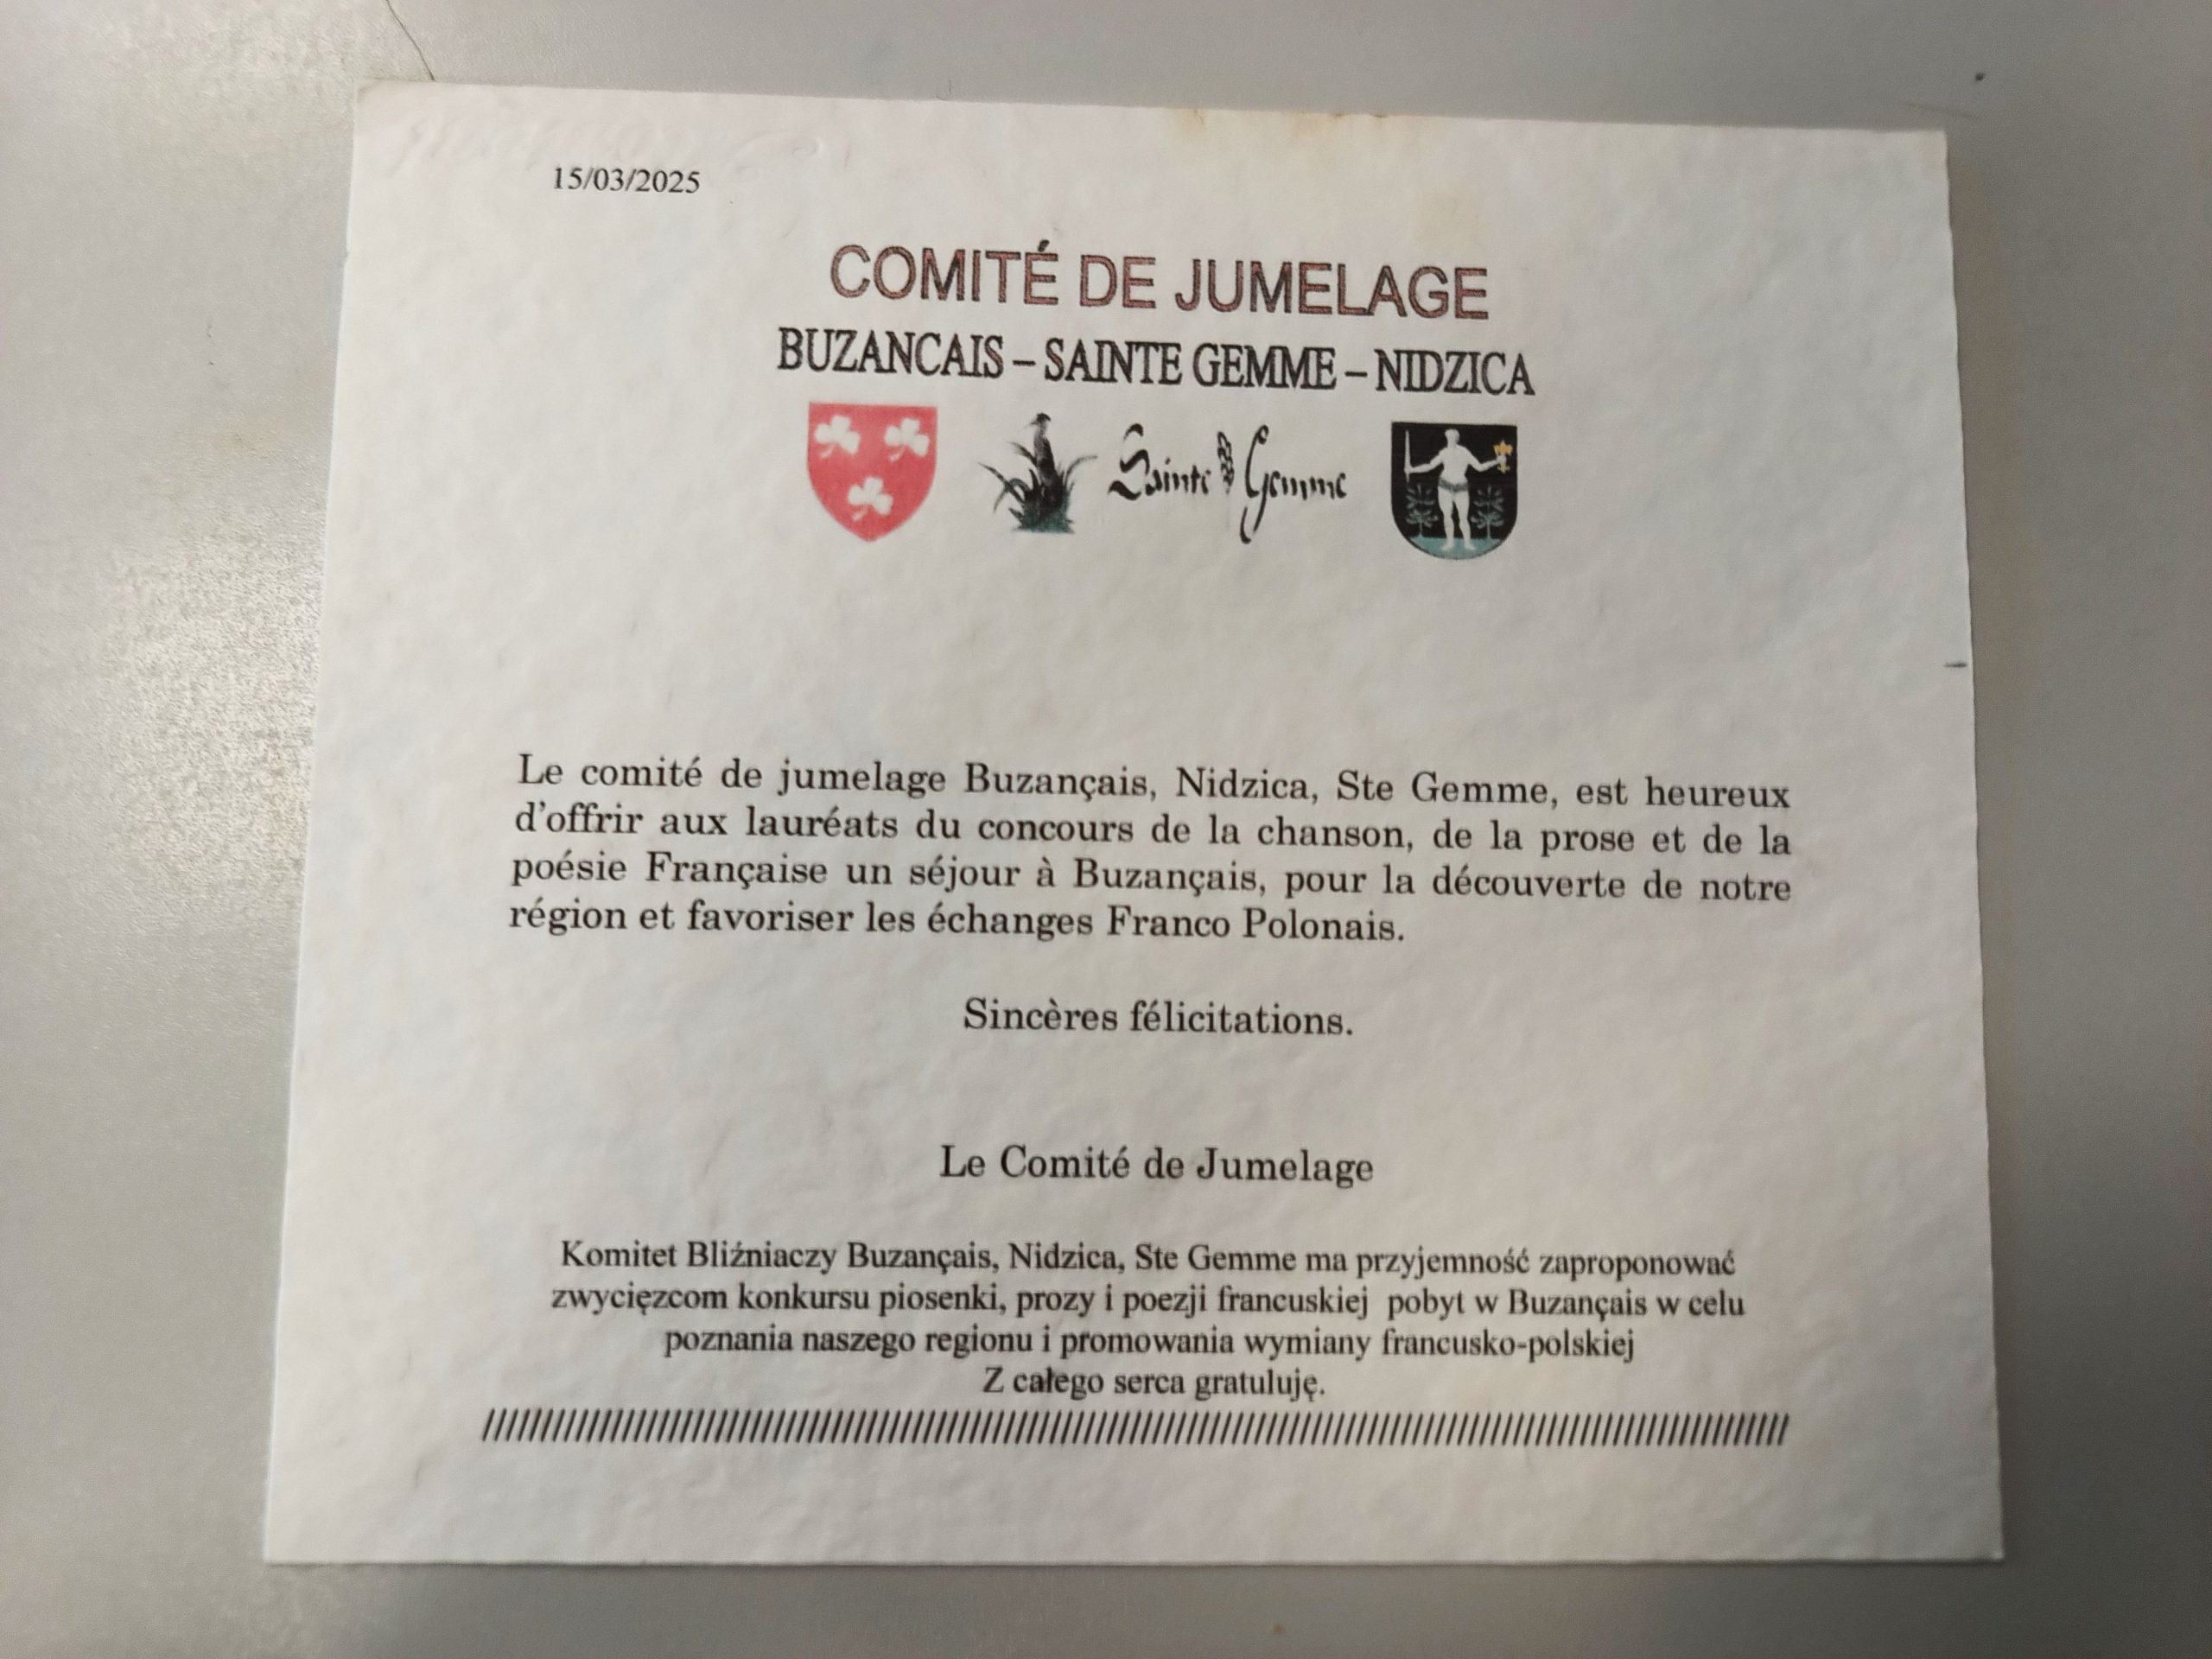 15/03/2025
COMITÉ DE JUMELAGE
BUZANCAIS – SAINTE GEMME – NIDZICA
Sainte Gemme
Le comité de jumelage Buzançais, Nidzica, Ste Gemme, est heureux
d'offrir aux lauréats du concours de la chanson, de la prose et de la
poésie Française un séjour à Buzançais, pour la découverte de notre
région et favoriser les échanges Franco Polonais.
Sincères félicitations.
Le Comité de Jumelage
Komitet Bliźniaczy Buzançais, Nidzica, Ste Gemme ma przyjemność zaproponować
zwycięzcom konkursu piosenki, prozy i poezji francuskiej pobyt w Buzançais w celu
poznania naszego regionu i promowania wymiany francusko-polskiej
Z całego serca gratuluję.